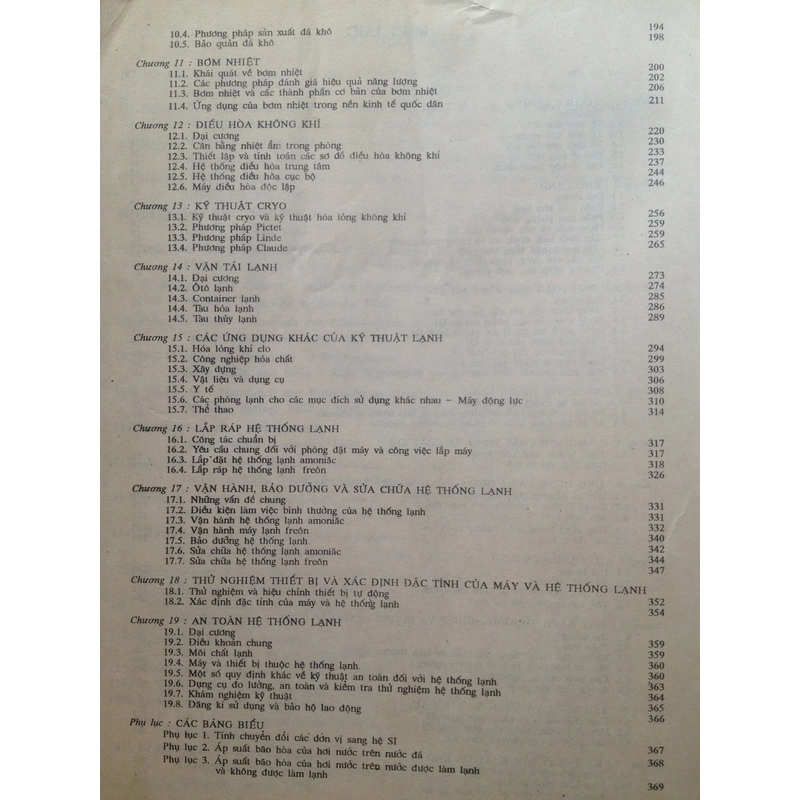 10.4. Phương pháp sản xuất đá khô 194
10.5. Bảo quản đá khô 198
Chương 11 : BƠM NHIỆT
11.1. Khái quát về bơm nhiệt 200
11.2. Các phương pháp đánh giá hiệu quả năng lượng 202
11.3. Bơm nhiệt và các thành phần cơ bản của bơm nhiệt 206
11.4. Ứng dụng của bơm nhiệt trong nền kinh tế quốc dân 211
Chương 12 : ĐIỀU HÒA KHÔNG KHÍ
12.1. Đại cương 220
12.2. Cân bằng nhiệt ẩm trong phòng 230
12.3. Thiết lập và tính toán các sơ đồ điều hòa không khí 233
12.4. Hệ thống điều hòa trung tâm 237
12.5. Hệ thống điều hòa cục bộ 244
12.6. Máy điều hòa độc lập 246
Chương 13 : KỸ THUẬT CRYO
13.1. Kỹ thuật cryo và kỹ thuật hóa lỏng không khí 256
13.2. Phương pháp Pictet 259
13.3. Phương pháp Linde 259
13.4. Phương pháp Claude 265
Chương 14 : VẬN TẢI LẠNH
14.1. Đại cương 273
14.2. Ôtô lạnh 274
14.3. Container lạnh 285
14.4. Tàu hỏa lạnh 286
14.5. Tàu thủy lạnh 289
Chương 15 : CÁC ỨNG DỤNG KHÁC CỦA KỸ THUẬT LẠNH
15.1. Hóa lỏng khí clo 294
15.2. Công nghiệp hóa chất 299
15.3. Xây dựng 303
15.4. Vật liệu và dụng cụ 306
15.5. Y tế 308
15.6. Các phòng lạnh cho các mục đích sử dụng khác nhau – Máy động lực 310
15.7. Thể thao 314
Chương 16 : LẮP RÁP HỆ THỐNG LẠNH
16.1. Công tác chuẩn bị 317
16.2. Yêu cầu chung đối với phòng đặt máy và công việc lắp máy 317
16.3. Lắp đặt hệ thống lạnh amoniăc 318
16.4. Lắp ráp hệ thống lạnh freôn 326
Chương 17 : VẬN HÀNH, BẢO DƯỠNG VÀ SỬA CHỮA HỆ THỐNG LẠNH
17.1. Những vấn đề chung 331
17.2. Điều kiện làm việc bình thường của hệ thống lạnh 331
17.3. Vận hành hệ thống lạnh amoniăc 332
17.4. Vận hành máy lạnh freôn 340
17.5. Bảo dưỡng hệ thống lạnh 342
17.6. Sửa chữa hệ thống lạnh amoniăc 344
17.7. Sửa chữa hệ thống lạnh freôn 347
Chương 18 : THỬ NGHIỆM THIẾT BỊ VÀ XÁC ĐỊNH ĐẶC TÍNH CỦA MÁY VÀ HỆ THỐNG LẠNH
18.1. Thử nghiệm và hiệu chỉnh thiết bị tự động 352
18.2. Xác định đặc tính của máy và hệ thống lạnh 354
Chương 19 : AN TOÀN HỆ THỐNG LẠNH
19.1. Đại cương 359
19.2. Điều khoản chung 359
19.3. Môi chất lạnh 360
19.4. Máy và thiết bị thuộc hệ thống lạnh. 360
19.5. Một số quy định khác về kỹ thuật an toàn đối với hệ thống lạnh 363
19.6. Dụng cụ đo lường, an toàn và kiểm tra thử nghiệm hệ thống lạnh 364
19.7. Khám nghiệm kỹ thuật 365
19.8. Đăng kí sử dụng và bảo hộ lao động 366
Phụ lục : CÁC BẢNG BIỂU
Phụ lục 1. Tính chuyển đổi các đơn vị sang hệ SI 367
Phụ lục 2. Áp suất bão hòa của hơi nước trên nước đá 368
Phụ lục 3. Áp suất bão hòa của hơi nước trên nước được làm lạnh
và không được làm lạnh 369